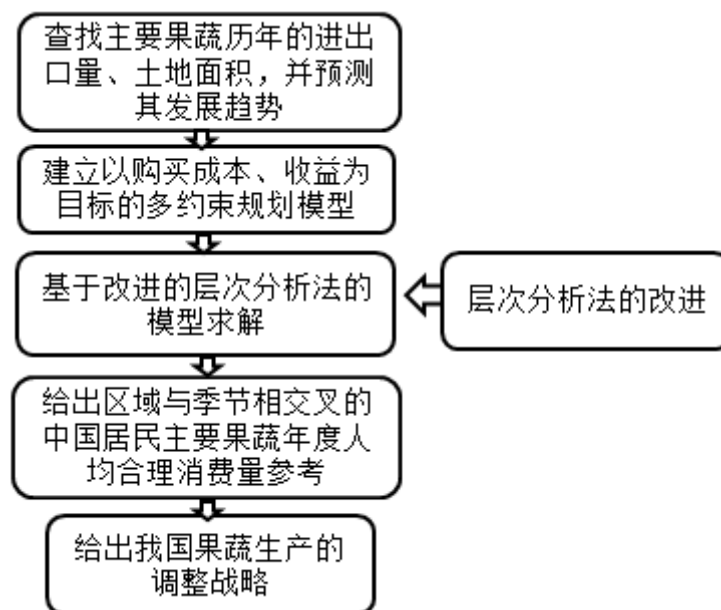 查找主要果蔬历年的进出
口量、土地面积，并预测
其发展趋势
建立以购买成本、收益为
目标的多约束规划模型
基于改进的层次分析法的
模型求解
层次分析法的改进
给出区域与季节相交叉的
中国居民主要果蔬年度人
均合理消费量参考
给出我国果蔬生产的
调整战略